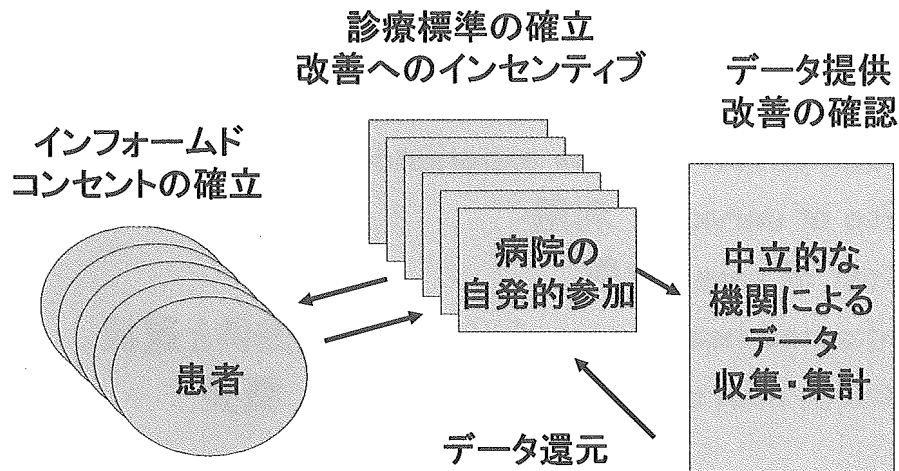 診療標準の確立
改善へのインセンティブ
データ提供
改善の確認
インフォームド
コンセントの確立
病院の
自発的参加
中立的な
機関による
データ
収集・集計
患者
データ還元